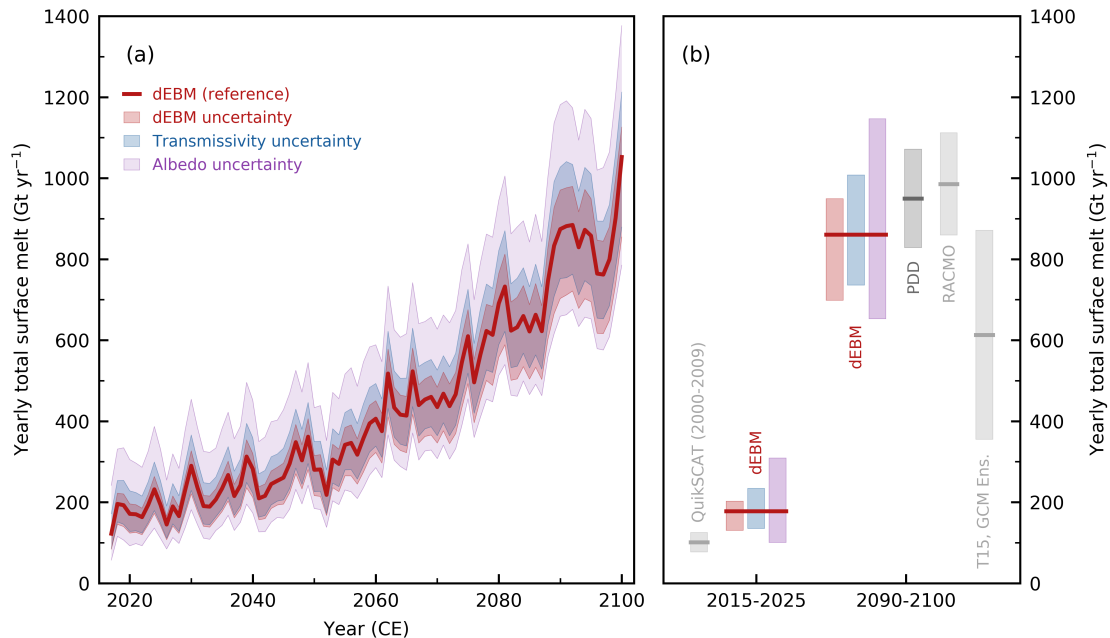 (a)
dEBM (reference)
dEBM uncertainty
Transmissivity uncertainty
Albedo uncertainty
Yearly total surface melt (Gt yr⁻¹)
1400
1200
1000
800
600
400
200
0
2020
2040
2060
2080
2100
Year (CE)
(b)
QuikSCAT (2000-2009)
dEBM
dEBM
PDD
RACMO
T15, GCM Ens.
2015-2025
2090-2100
1400
1200
1000
800
600
400
200
0
Yearly total surface melt (Gt yr⁻¹)